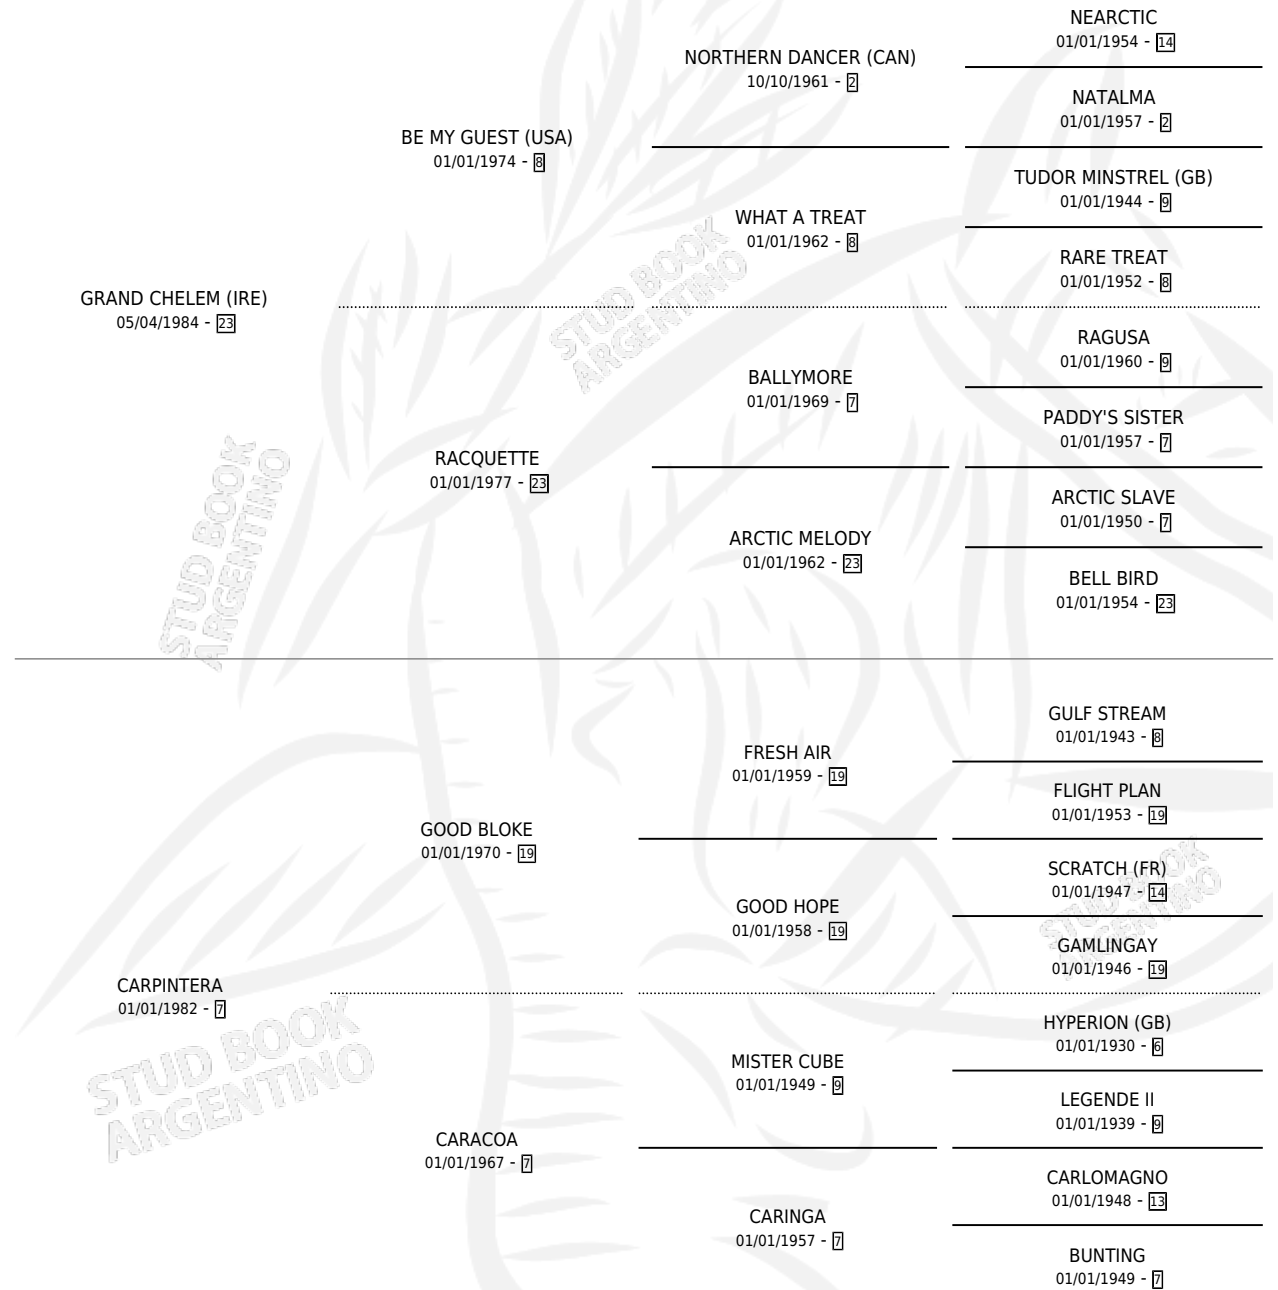 NEARCTIC
01/01/1954 - 14
NORTHERN DANCER (CAN)
10/10/1961 - 2
NATALMA
01/01/1957 - 2
BE MY GUEST (USA)
01/01/1974 - 8
TUDOR MINSTREL (GB)
01/01/1944 - 9
WHAT A TREAT
01/01/1962 - 8
RARE TREAT
01/01/1952 - 8
GRAND CHELEM (IRE)
05/04/1984 - 23
STUD BOOK
ARGENTINO
RAGUSA
01/01/1960 - 9
BALLYMORE
01/01/1969 - 7
PADDY'S SISTER
01/01/1957 - 7
RACQUETTE
01/01/1977 - 23
ARCTIC SLAVE
01/01/1950 - 7
ARCTIC MELODY
01/01/1962 - 23
BELL BIRD
01/01/1954 - 23
STUD BOOK
ARGENTINO
GULF STREAM
01/01/1943 - 8
FRESH AIR
01/01/1959 - 19
FLIGHT PLAN
01/01/1953 - 19
GOOD BLOKE
01/01/1970 - 19
SCRATCH (FR)
01/01/1947 - 14
GOOD HOPE
01/01/1958 - 19
GAMLINGAY
01/01/1946 - 19
STUD BOOK
ARGENTINO
CARPINTERA
01/01/1982 - 7
HYPERION (GB)
01/01/1930 - 6
MISTER CUBE
01/01/1949 - 9
LEGENDE II
01/01/1939 - 9
STUD BOOK
ARGENTINO
CARACOA
01/01/1967 - 7
CARLOMAGNO
01/01/1948 - 13
CARINGA
01/01/1957 - 7
BUNTING
01/01/1949 - 7